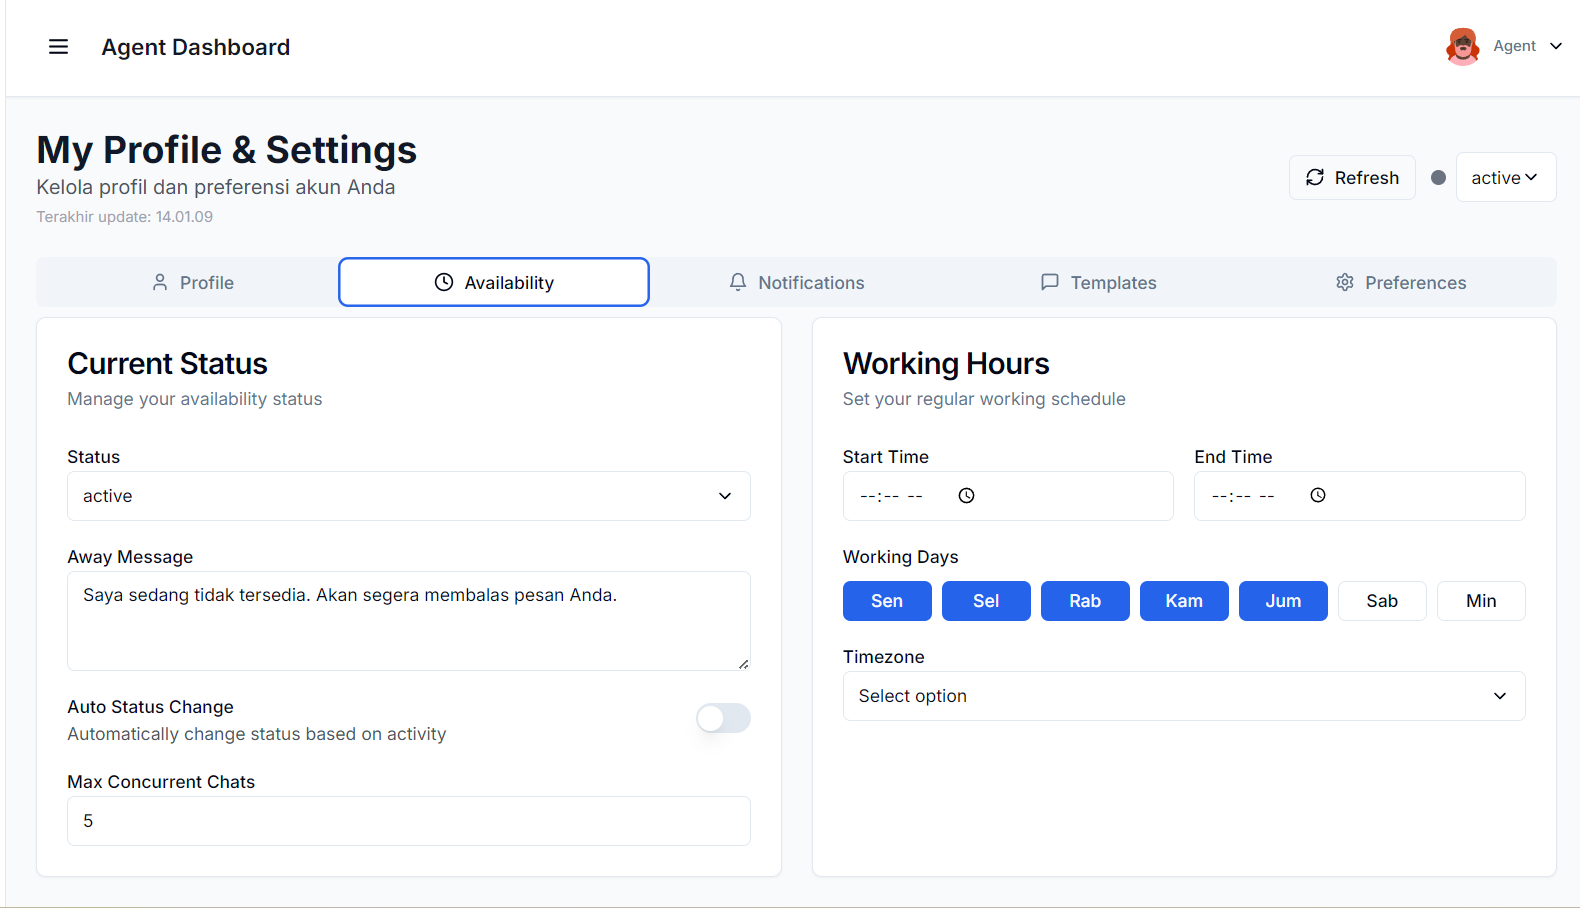 Agent Dashboard
Agent
My Profile & Settings
Kelola profil dan preferensi akun Anda
Terakhir update: 14.01.09
Refresh
active
Profile
Availability
Notifications
Templates
Preferences
Current Status
Manage your availability status
Status
active
Away Message
Saya sedang tidak tersedia. Akan segera membalas pesan Anda.
Auto Status Change
Automatically change status based on activity
Max Concurrent Chats
5
Working Hours
Set your regular working schedule
Start Time
End Time
--:-- --
--:-- --
Working Days
Sen
Sel
Rab
Kam
Jum
Sab
Min
Timezone
Select option